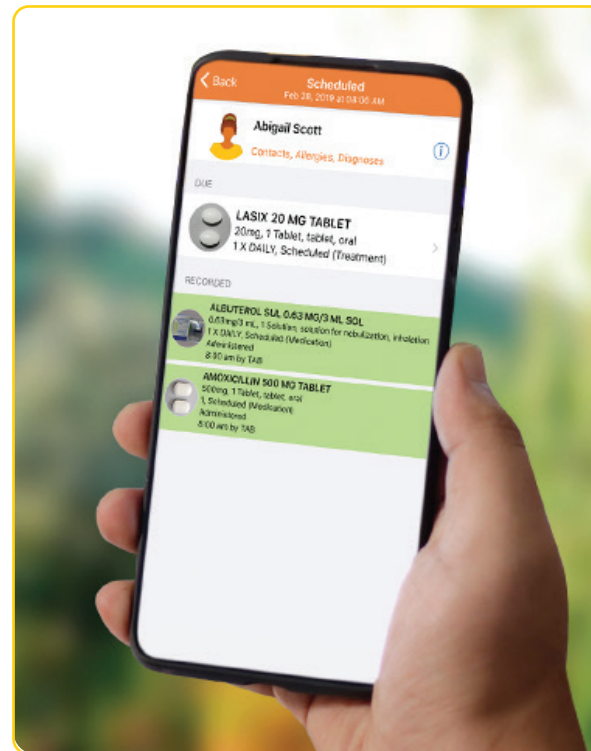 Back
Scheduled
Feb 28, 2019 at 08:06 AM
Abigail Scott
Contacts, Allergies, Diagnoses
DUE
LASIX 20 MG TABLET
20mg, 1 Tablet, tablet, oral
1 X DAILY, Scheduled (Treatment)
RECORDED
ALBUTEROL SUL 0.63 MG/3 ML SOL
0.63mg/3 mL, 1 Solution, solution for nebulization, inhalation
1 X DAILY, Scheduled (Medication)
Administered
8:00 am by TAB
AMOXICILLIN 500 MG TABLET
500mg, 1 Tablet, tablet, oral
1, Scheduled (Medication)
Administered
8:00 am by TAB